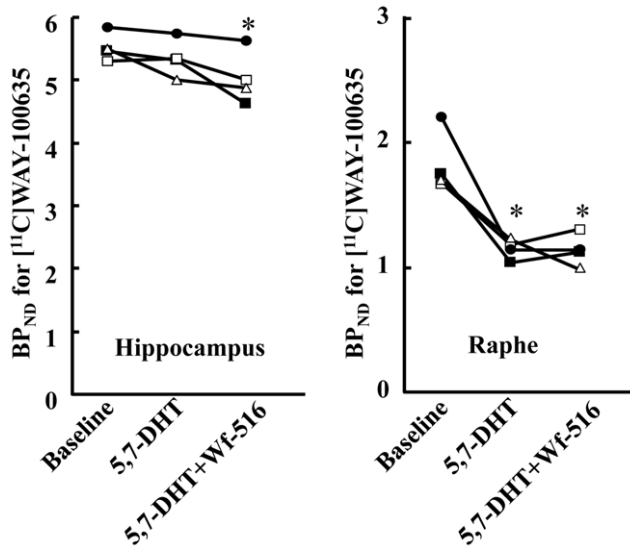 BP_ND for [¹¹C]WAY-100635
6
5
4
3
2
1
0
*
Hippocampus
Baseline
5,7-DHT
5,7-DHT+Wf-516
BP_ND for [¹¹C]WAY-100635
3
2
1
0
*
*
Raphe
Baseline
5,7-DHT
5,7-DHT+Wf-516